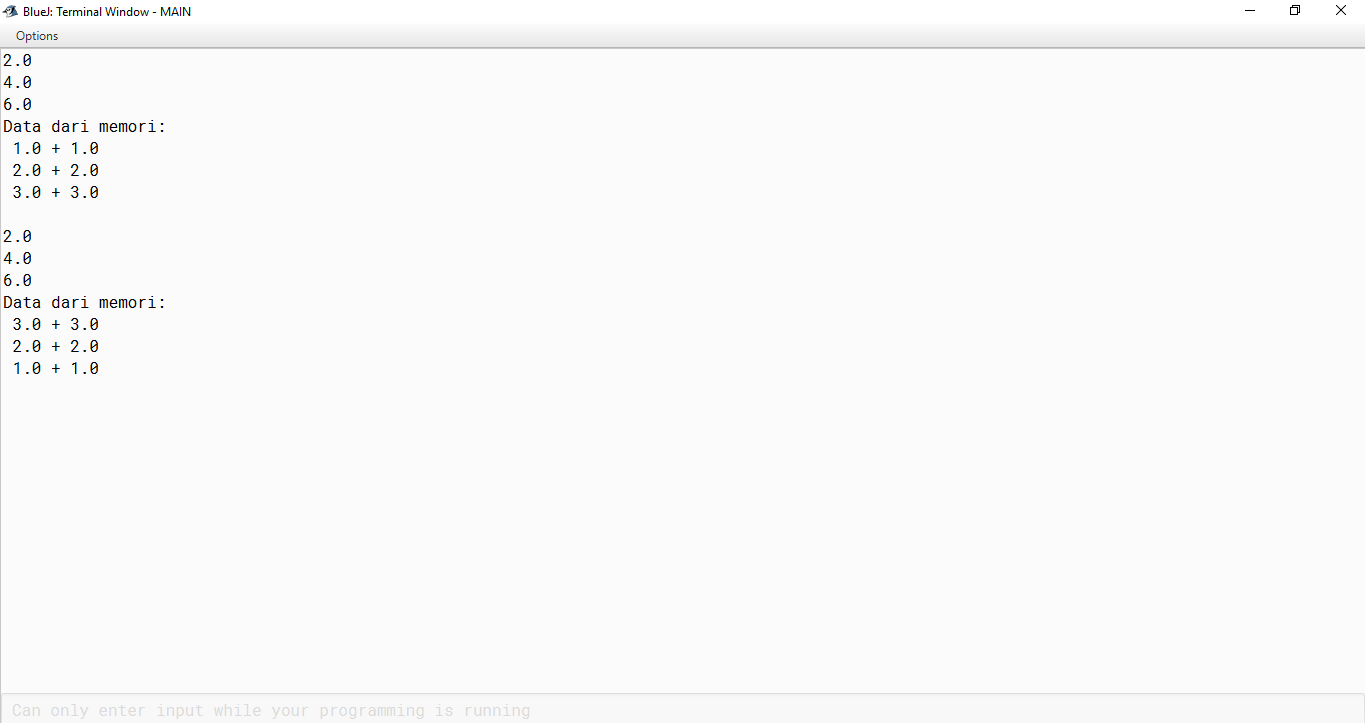 BlueJ: Terminal Window - MAIN
Options
2.0
4.0
6.0
Data dari memori:
1.0 + 1.0
2.0 + 2.0
3.0 + 3.0
2.0
4.0
6.0
Data dari memori:
3.0 + 3.0
2.0 + 2.0
1.0 + 1.0
Can only enter input while your programming is running